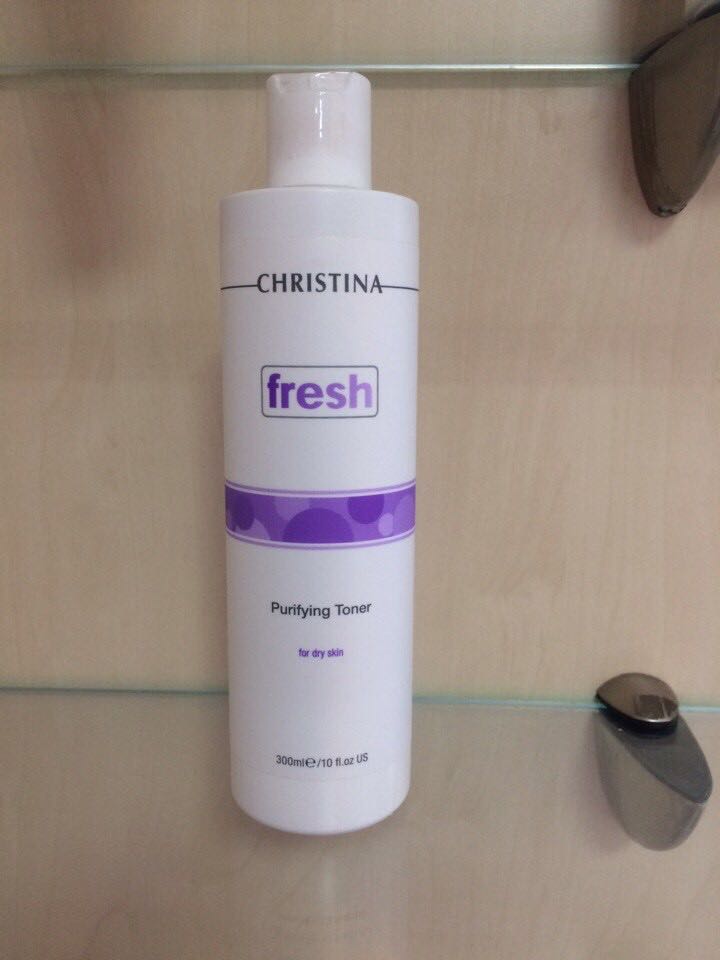 CHRISTINA
fresh
Purifying Toner
for dry skin
300ml℮/10 fl.oz US